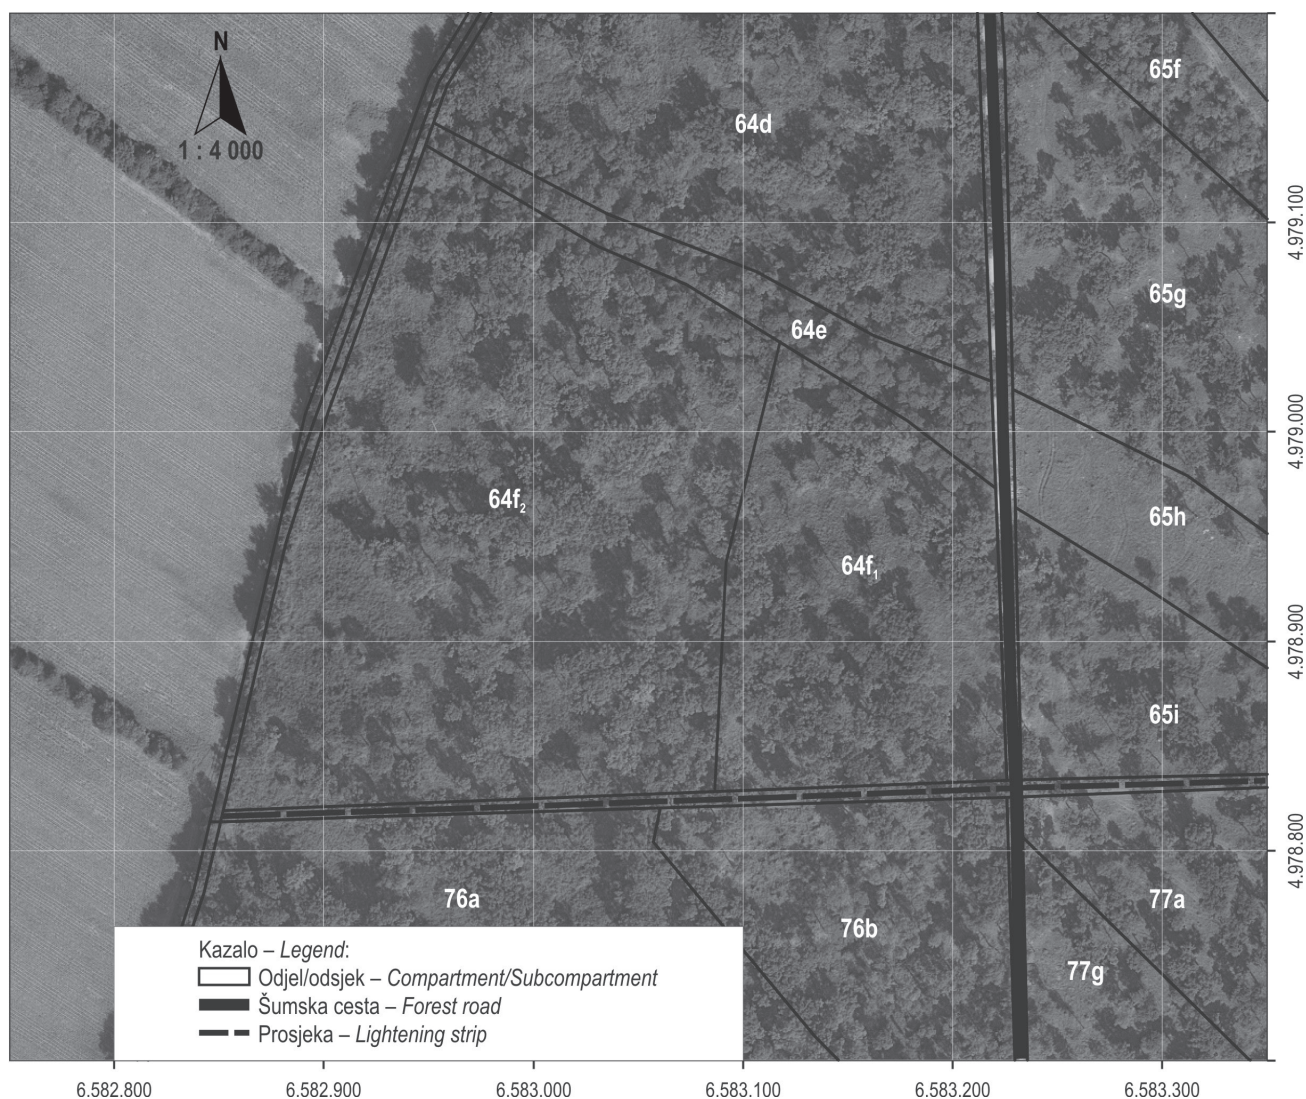 N
1 : 4 000
65f
64d
65g
64e
64f2
65h
64f1
65i
76a
76b
77a
77g
4.979.100
4.979.000
4.978.900
4.978.800
Kazalo – Legend:
Odjel/odsjek – Compartment/Subcompartment
Šumska cesta – Forest road
Prosjeka – Lightening strip
6.582.800 6.582.900 6.583.000 6.583.100 6.583.200 6.583.300